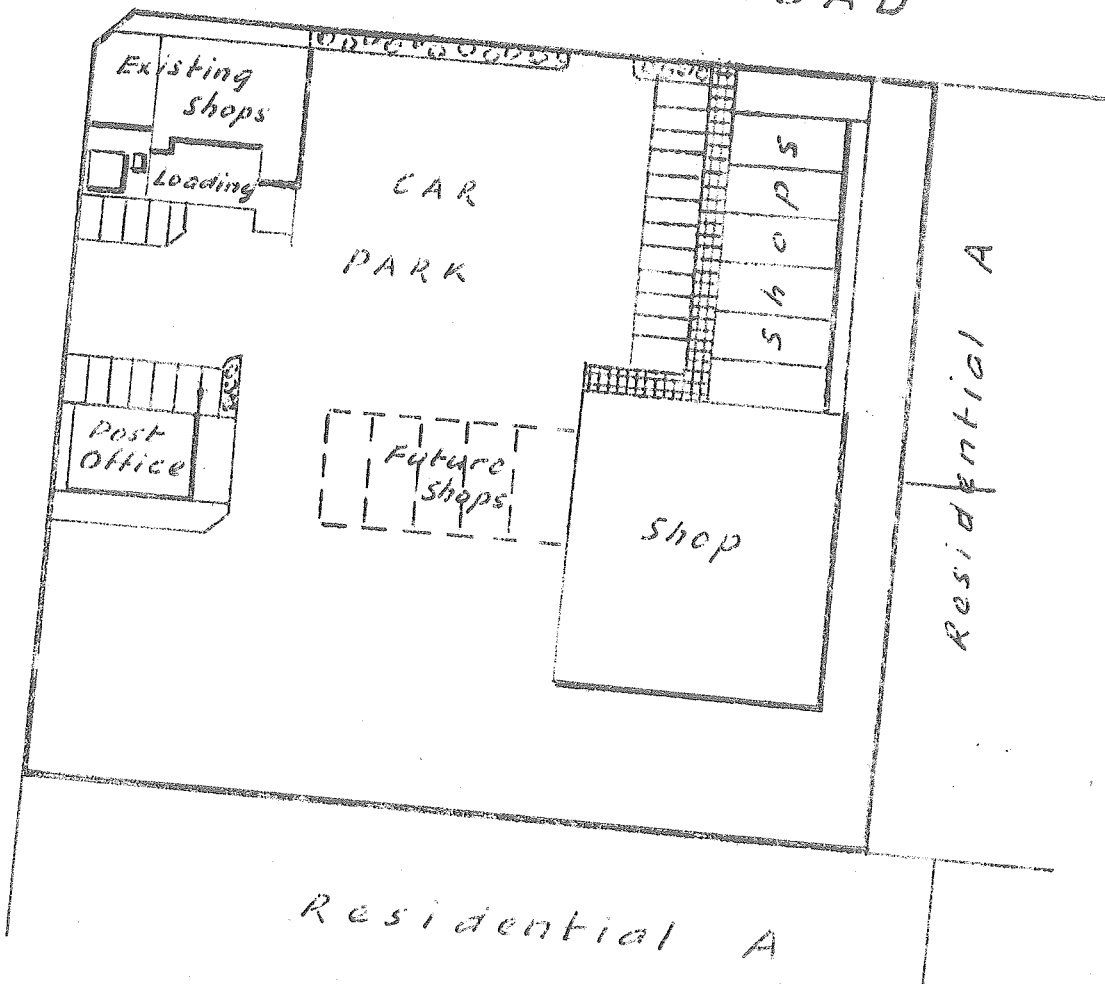 Existing
shops
Loading
CAR
PARK
shops
Post
Office
Future
shops
Shop
Residential A
Residential A